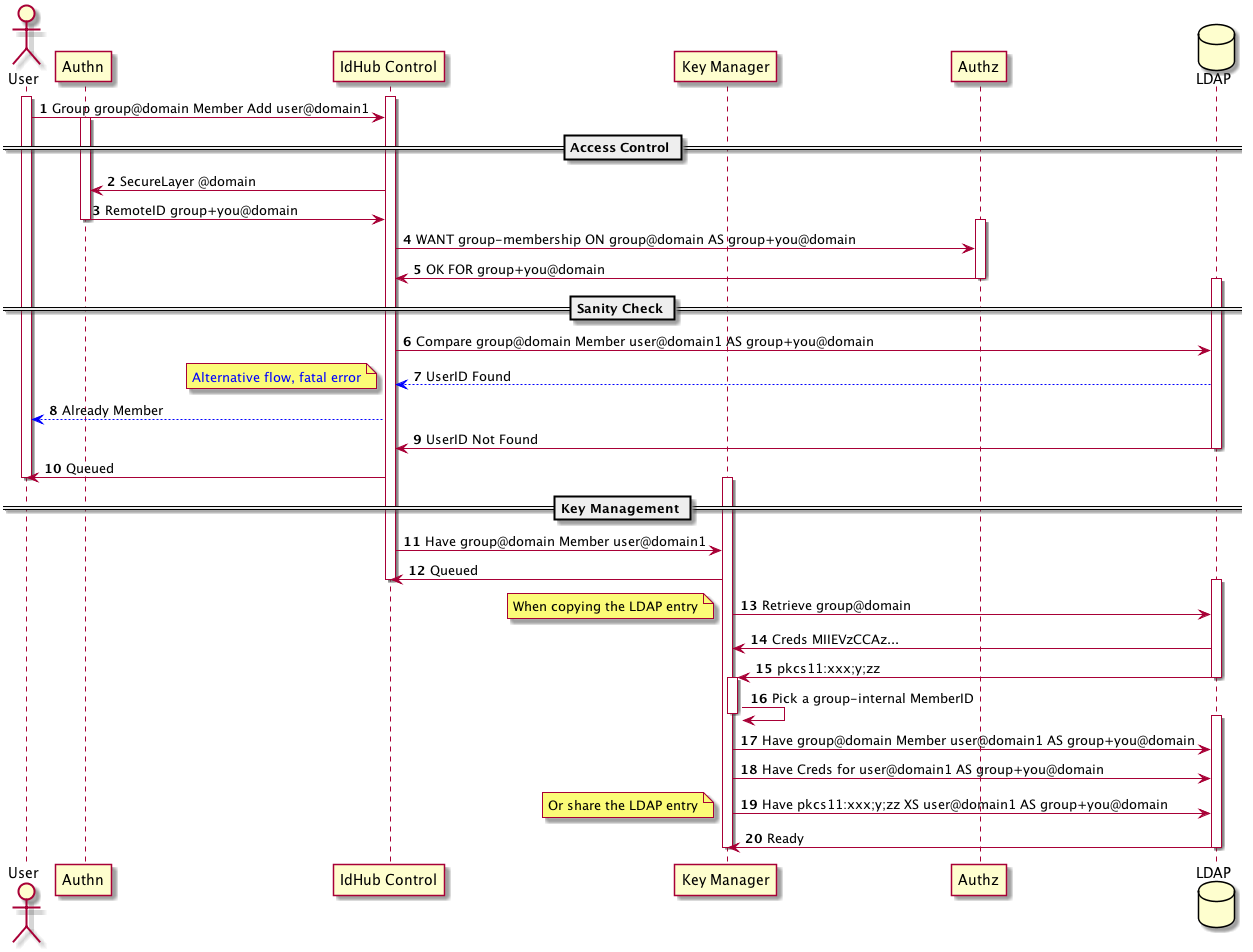 User
Authn
IdHub Control
Key Manager
Authz
LDAP
1 Group group@domain Member Add user@domain1
Access Control
2 SecureLayer @domain
3 RemoteID group+you@domain
4 WANT group-membership ON group@domain AS group+you@domain
5 OK FOR group+you@domain
Sanity Check
6 Compare group@domain Member user@domain1 AS group+you@domain
Alternative flow, fatal error
7 UserID Found
8 Already Member
9 UserID Not Found
10 Queued
Key Management
11 Have group@domain Member user@domain1
12 Queued
When copying the LDAP entry
13 Retrieve group@domain
14 Creds MIIEVzCCAz...
15 pkcs11:xxx;y;zz
16 Pick a group-internal MemberID
17 Have group@domain Member user@domain1 AS group+you@domain
18 Have Creds for user@domain1 AS group+you@domain
Or share the LDAP entry
19 Have pkcs11:xxx;y;zz XS user@domain1 AS group+you@domain
20 Ready
User
Authn
IdHub Control
Key Manager
Authz
LDAP